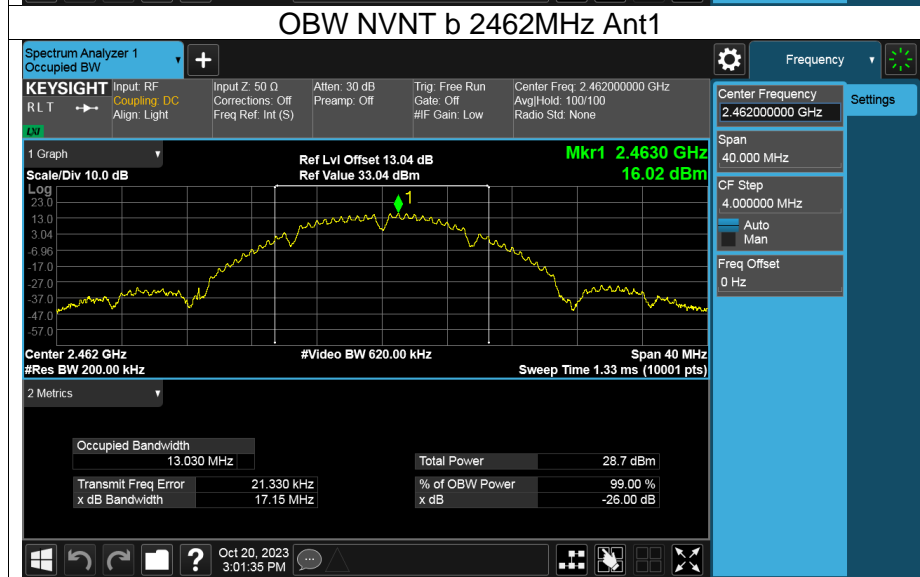 OBW NVNT b 2462MHz Ant1
Spectrum Analyzer 1
Occupied BW
+
Frequency
KEYSIGHT
R L T
LXI
Input: RF
Coupling: DC
Align: Light
Input Z: 50 Ω
Corrections: Off
Freq Ref: Int (S)
Atten: 30 dB
Preamp: Off
Trig: Free Run
Gate: Off
#IF Gain: Low
Center Freq: 2.462000000 GHz
Avg|Hold: 100/100
Radio Std: None
Center Frequency
2.462000000 GHz
Settings
Span
40.000 MHz
CF Step
4.000000 MHz
Auto
Man
Freq Offset
0 Hz
1 Graph
Scale/Div 10.0 dB
Ref Lvl Offset 13.04 dB
Ref Value 33.04 dBm
Mkr1 2.4630 GHz
16.02 dBm
Log
23.0
13.0
3.04
-6.96
-17.0
-27.0
-37.0
-47.0
-57.0
1
Center 2.462 GHz
#Res BW 200.00 kHz
#Video BW 620.00 kHz
Span 40 MHz
Sweep Time 1.33 ms (10001 pts)
2 Metrics
Occupied Bandwidth
13.030 MHz
Total Power 28.7 dBm
Transmit Freq Error 21.330 kHz
% of OBW Power 99.00 %
x dB Bandwidth 17.15 MHz
x dB -26.00 dB
?
Oct 20, 2023
3:01:35 PM